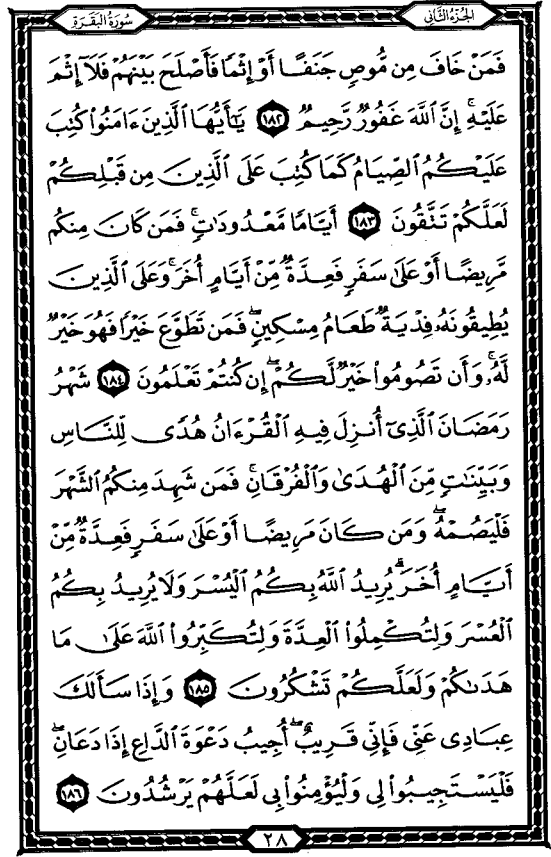 الجزء الثاني
سورة البقرة
فَمَنْ خَافَ مِن مُّوصٍ جَنَفًا أَوْ إِثْمًا فَأَصْلَحَ بَيْنَهُمْ فَلَآ إِثْمَ
عَلَيْهِ ۚ إِنَّ ٱللَّهَ غَفُورٌ رَّحِيمٌ ١٨٢ يَٰٓأَيُّهَا ٱلَّذِينَ ءَامَنُوا۟ كُتِبَ
عَلَيْكُمُ ٱلصِّيَامُ كَمَا كُتِبَ عَلَى ٱلَّذِينَ مِن قَبْلِكُمْ
لَعَلَّكُمْ تَتَّقُونَ ١٨٣ أَيَّامًا مَّعْدُودَٰتٍ ۚ فَمَن كَانَ مِنكُم
مَّرِيضًا أَوْ عَلَىٰ سَفَرٍ فَعِدَّةٌ مِّنْ أَيَّامٍ أُخَرَ ۚ وَعَلَى ٱلَّذِينَ
يُطِيقُونَهُۥ فِدْيَةٌ طَعَامُ مِسْكِينٍ ۖ فَمَن تَطَوَّعَ خَيْرًا فَهُوَ خَيْرٌ
لَّهُۥ ۚ وَأَن تَصُومُوا۟ خَيْرٌ لَّكُمْ ۖ إِن كُنتُمْ تَعْلَمُونَ ١٨٤ شَهْرُ
رَمَضَانَ ٱلَّذِىٓ أُنزِلَ فِيهِ ٱلْقُرْءَانُ هُدًى لِّلنَّاسِ
وَبَيِّنَٰتٍ مِّنَ ٱلْهُدَىٰ وَٱلْفُرْقَانِ ۚ فَمَن شَهِدَ مِنكُمُ ٱلشَّهْرَ
فَلْيَصُمْهُ ۖ وَمَن كَانَ مَرِيضًا أَوْ عَلَىٰ سَفَرٍ فَعِدَّةٌ مِّنْ
أَيَّامٍ أُخَرَ ۗ يُرِيدُ ٱللَّهُ بِكُمُ ٱلْيُسْرَ وَلَا يُرِيدُ بِكُمُ
ٱلْعُسْرَ وَلِتُكْمِلُوا۟ ٱلْعِدَّةَ وَلِتُكَبِّرُوا۟ ٱللَّهَ عَلَىٰ مَا
هَدَىٰكُمْ وَلَعَلَّكُمْ تَشْكُرُونَ ١٨٥ وَإِذَا سَأَلَكَ
عِبَادِى عَنِّى فَإِنِّى قَرِيبٌ ۖ أُجِيبُ دَعْوَةَ ٱلدَّاعِ إِذَا دَعَانِ ۖ
فَلْيَسْتَجِيبُوا۟ لِى وَلْيُؤْمِنُوا۟ بِى لَعَلَّهُمْ يَرْشُدُونَ ١٨٦
٢٨